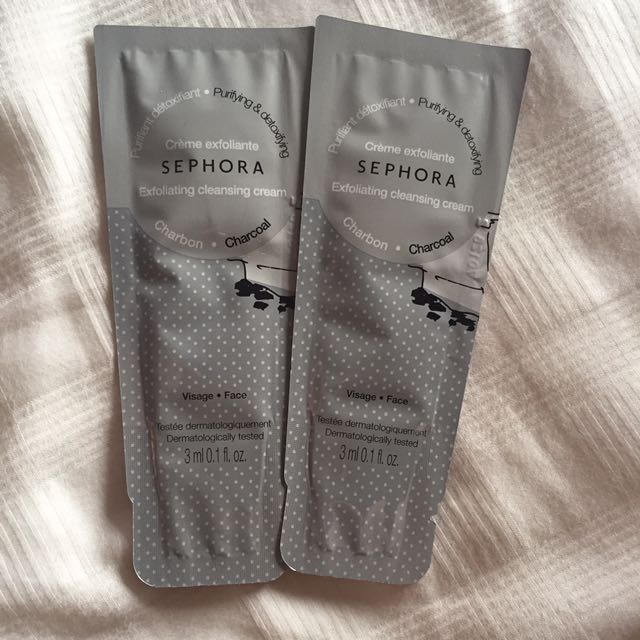 Purifiant détoxifiant • Purifying & detoxifying
Crème exfoliante
SEPHORA
Exfoliating cleansing cream
Charbon • Charcoal
Visage • Face
Testée dermatologiquement
Dermatologically tested
3 ml 0.1 fl. oz.
Purifiant détoxifiant • Purifying & detoxifying
Crème exfoliante
SEPHORA
Exfoliating cleansing cream
Charbon • Charcoal
Visage • Face
Testée dermatologiquement
Dermatologically tested
3 ml 0.1 fl. oz.